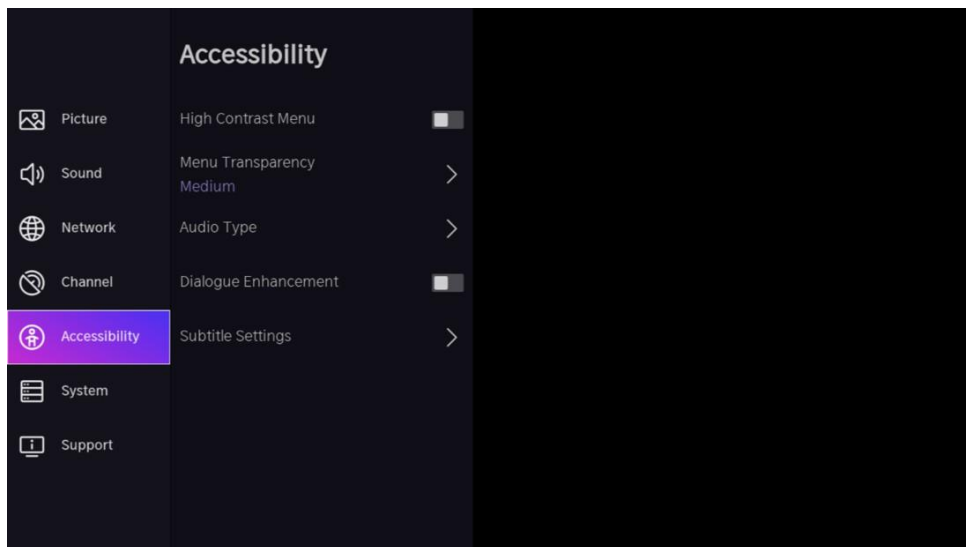 Accessibility
Picture
High Contrast Menu
Sound
Menu Transparency
Medium
Network
Audio Type
Channel
Dialogue Enhancement
Accessibility
Subtitle Settings
System
Support